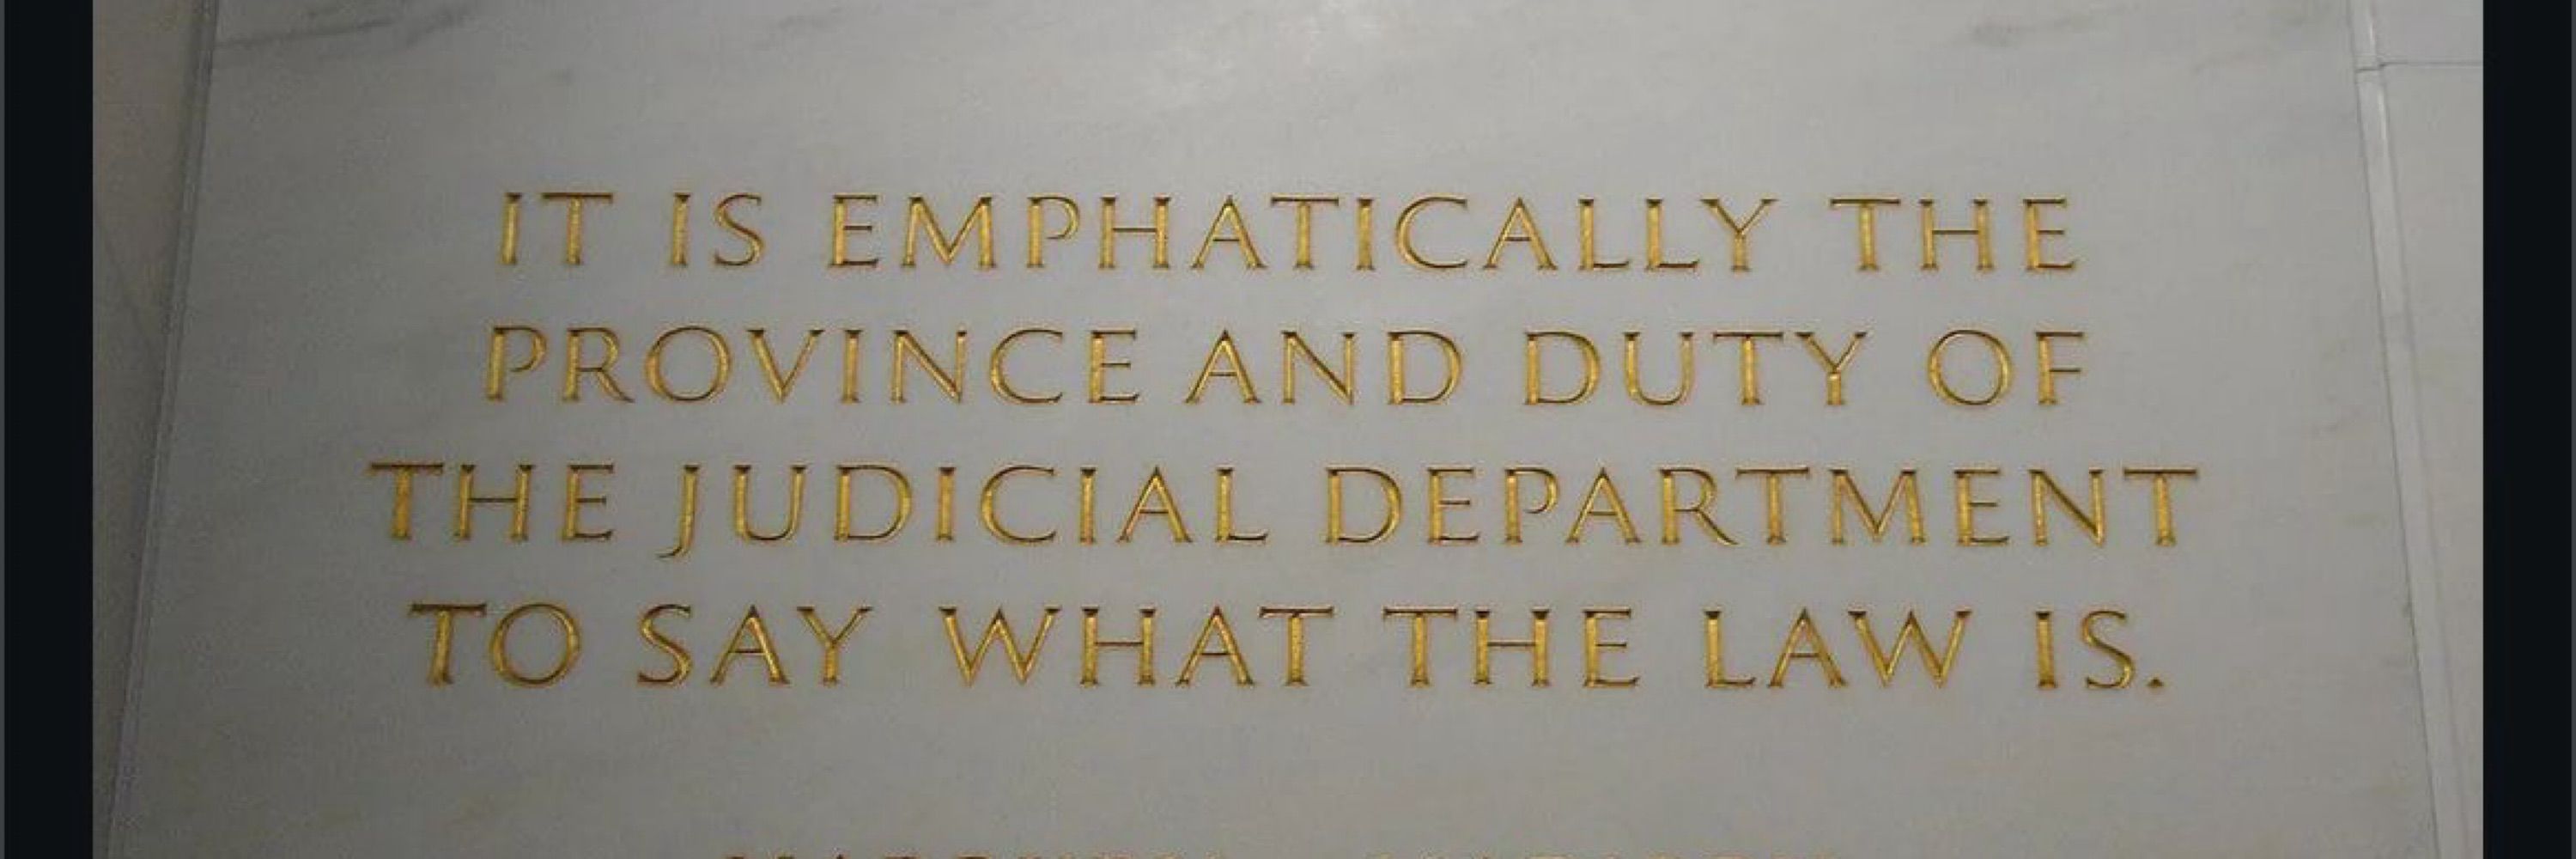 IT IS EMPHATICALLY THE
PROVINCE AND DUTY OF
THE JUDICIAL DEPARTMENT
TO SAY WHAT THE LAW IS.